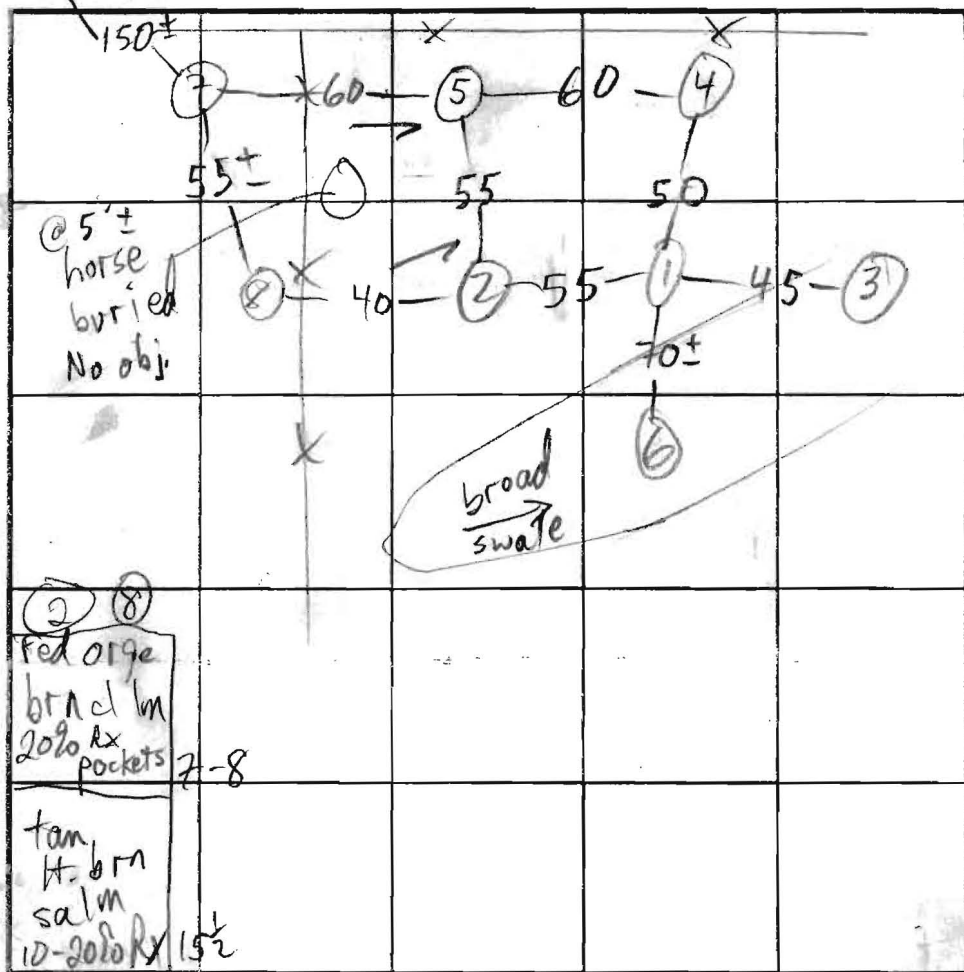 150±
7 60 5 60 4
55± 55 50
@ 5'±
horse
buried
No obj.
8 40 2 55 1 45 3
70±
6
broad
swale
2 8
red orge
brn cl lm
20% Rx
pockets 7-8
tan
lt. brn
salm
10-20% Rx 15½